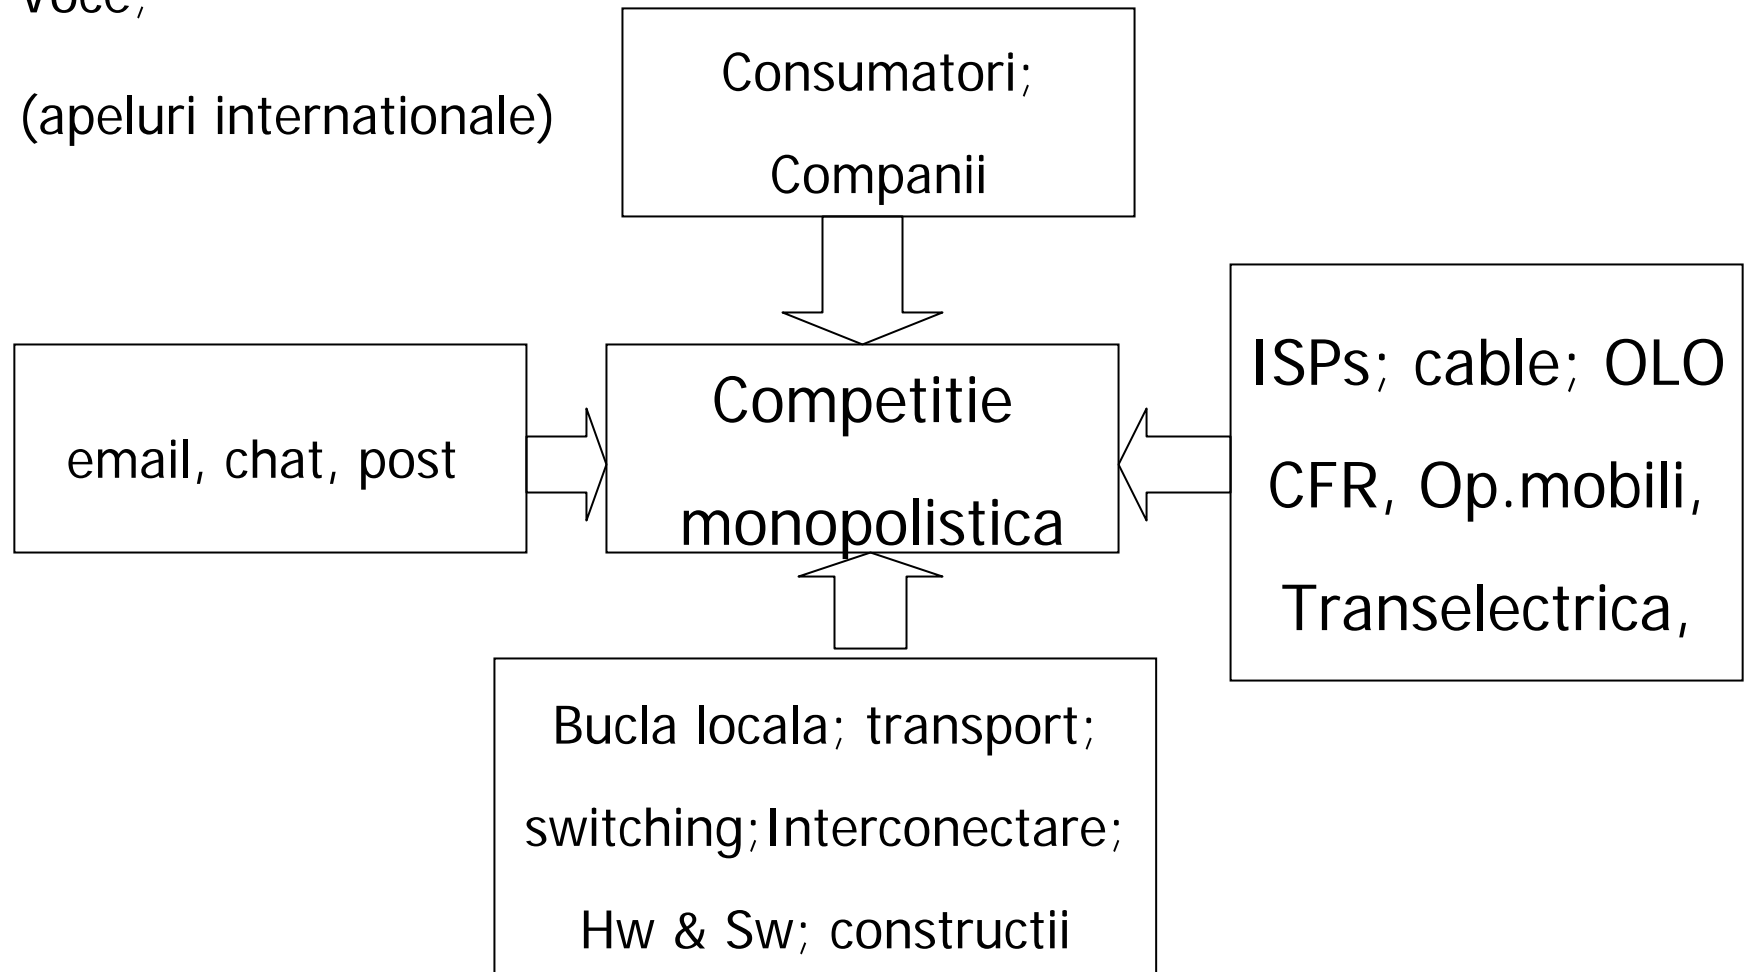 Voce;
(apeluri internationale)
Consumatori;
Companii
email, chat, post
Competitie
monopolistica
ISPs; cable; OLO
CFR, Op.mobili,
Transelectrica,
Bucla locala; transport;
switching;Interconectare;
Hw & Sw; constructii